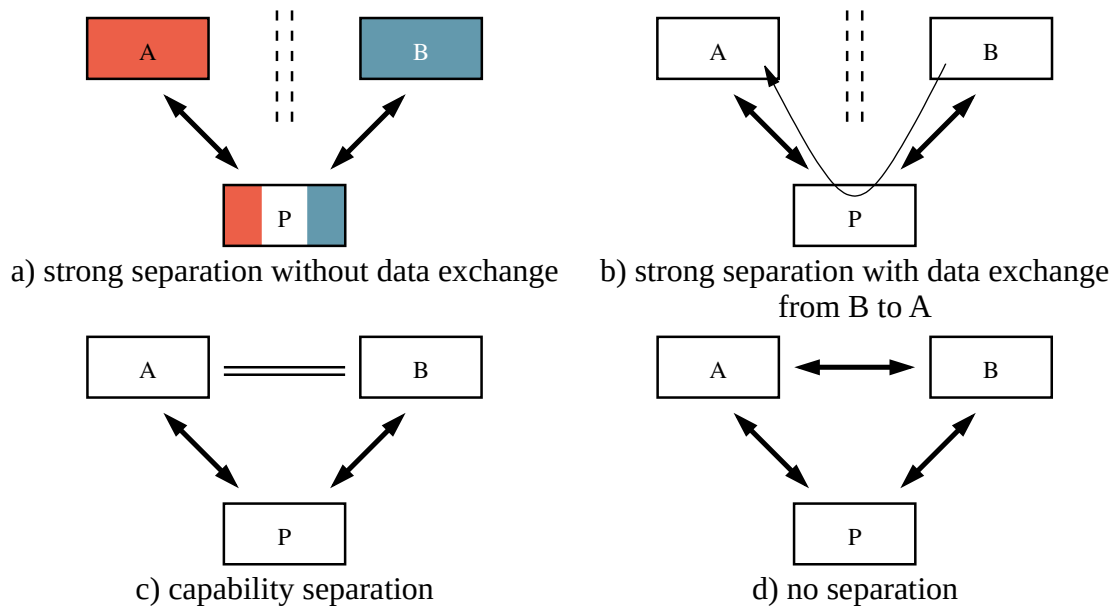 A
B
P
a) strong separation without data exchange
A
B
P
b) strong separation with data exchange
from B to A
A
B
P
c) capability separation
A
B
P
d) no separation